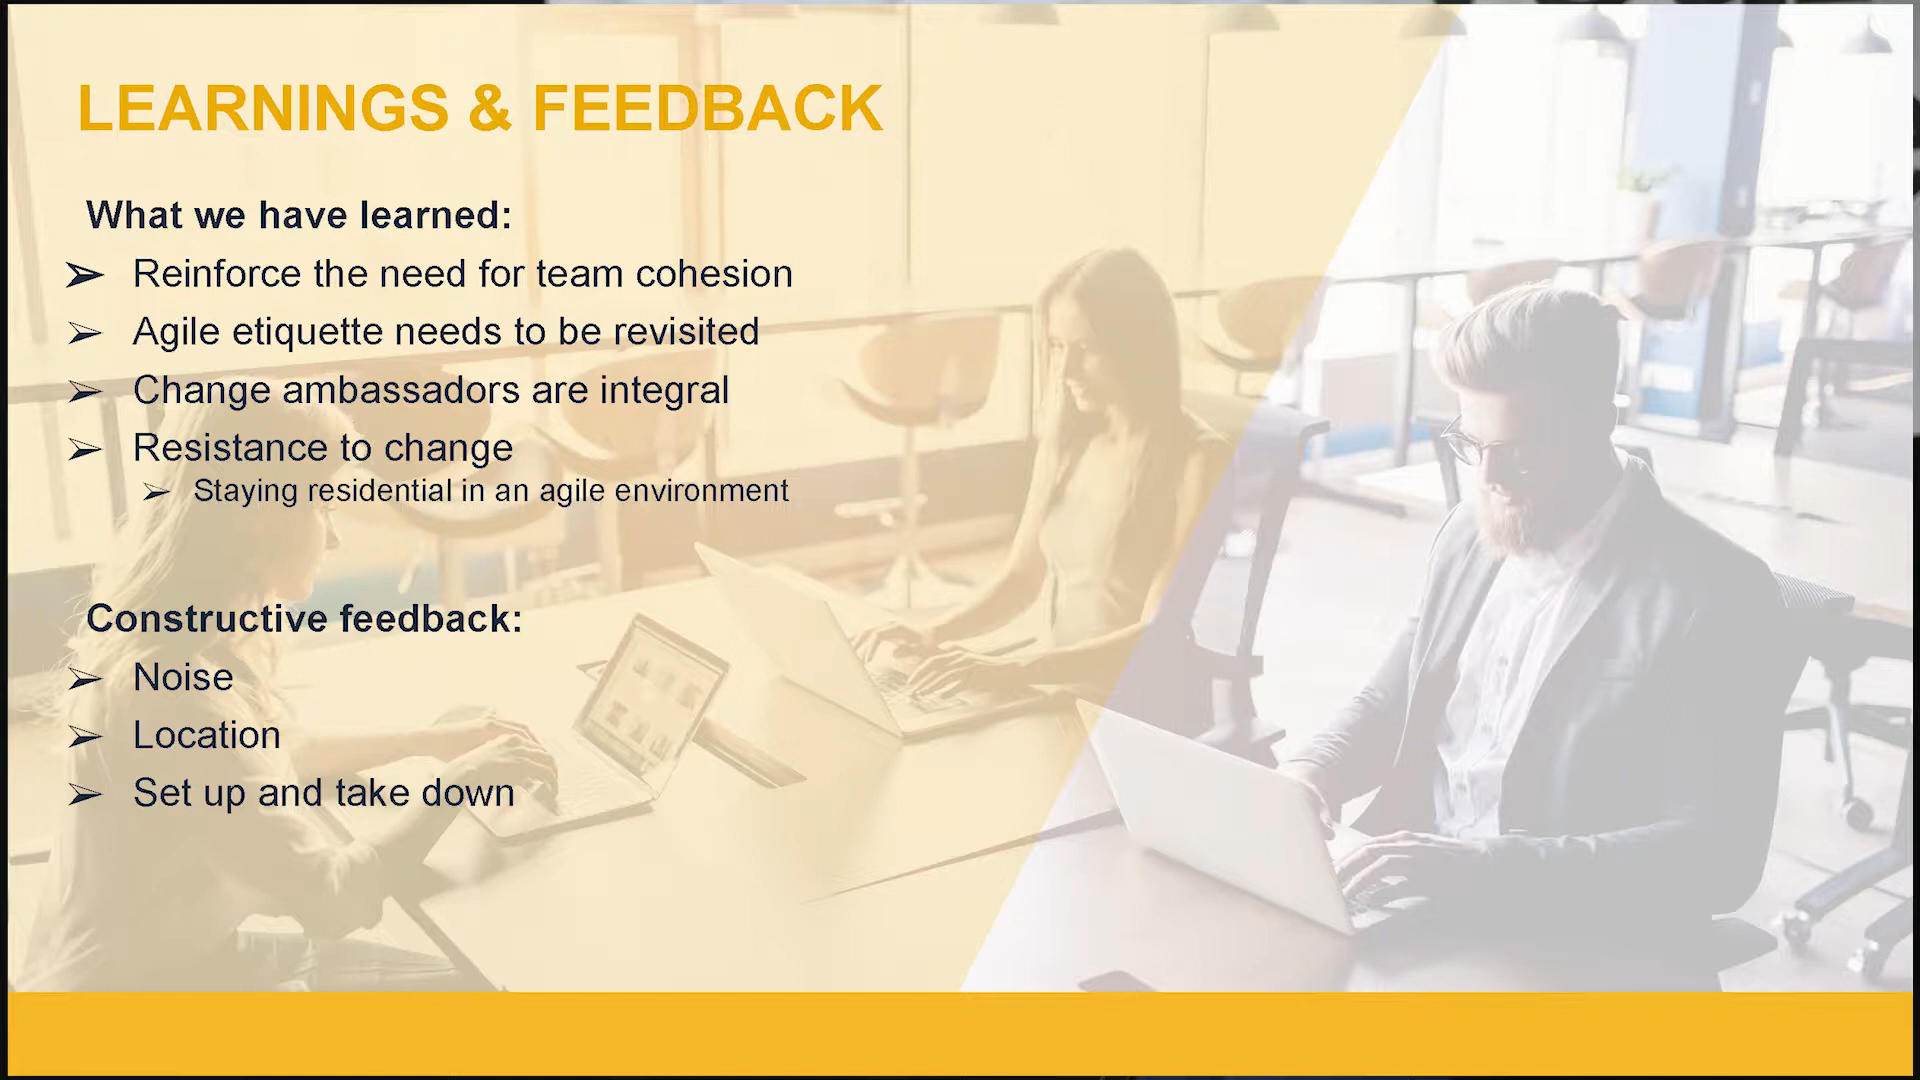 LEARNINGS & FEEDBACK
What we have learned:
➢ Reinforce the need for team cohesion
➢ Agile etiquette needs to be revisited
➢ Change ambassadors are integral
➢ Resistance to change
➢ Staying residential in an agile environment
Constructive feedback:
➢ Noise
➢ Location
➢ Set up and take down